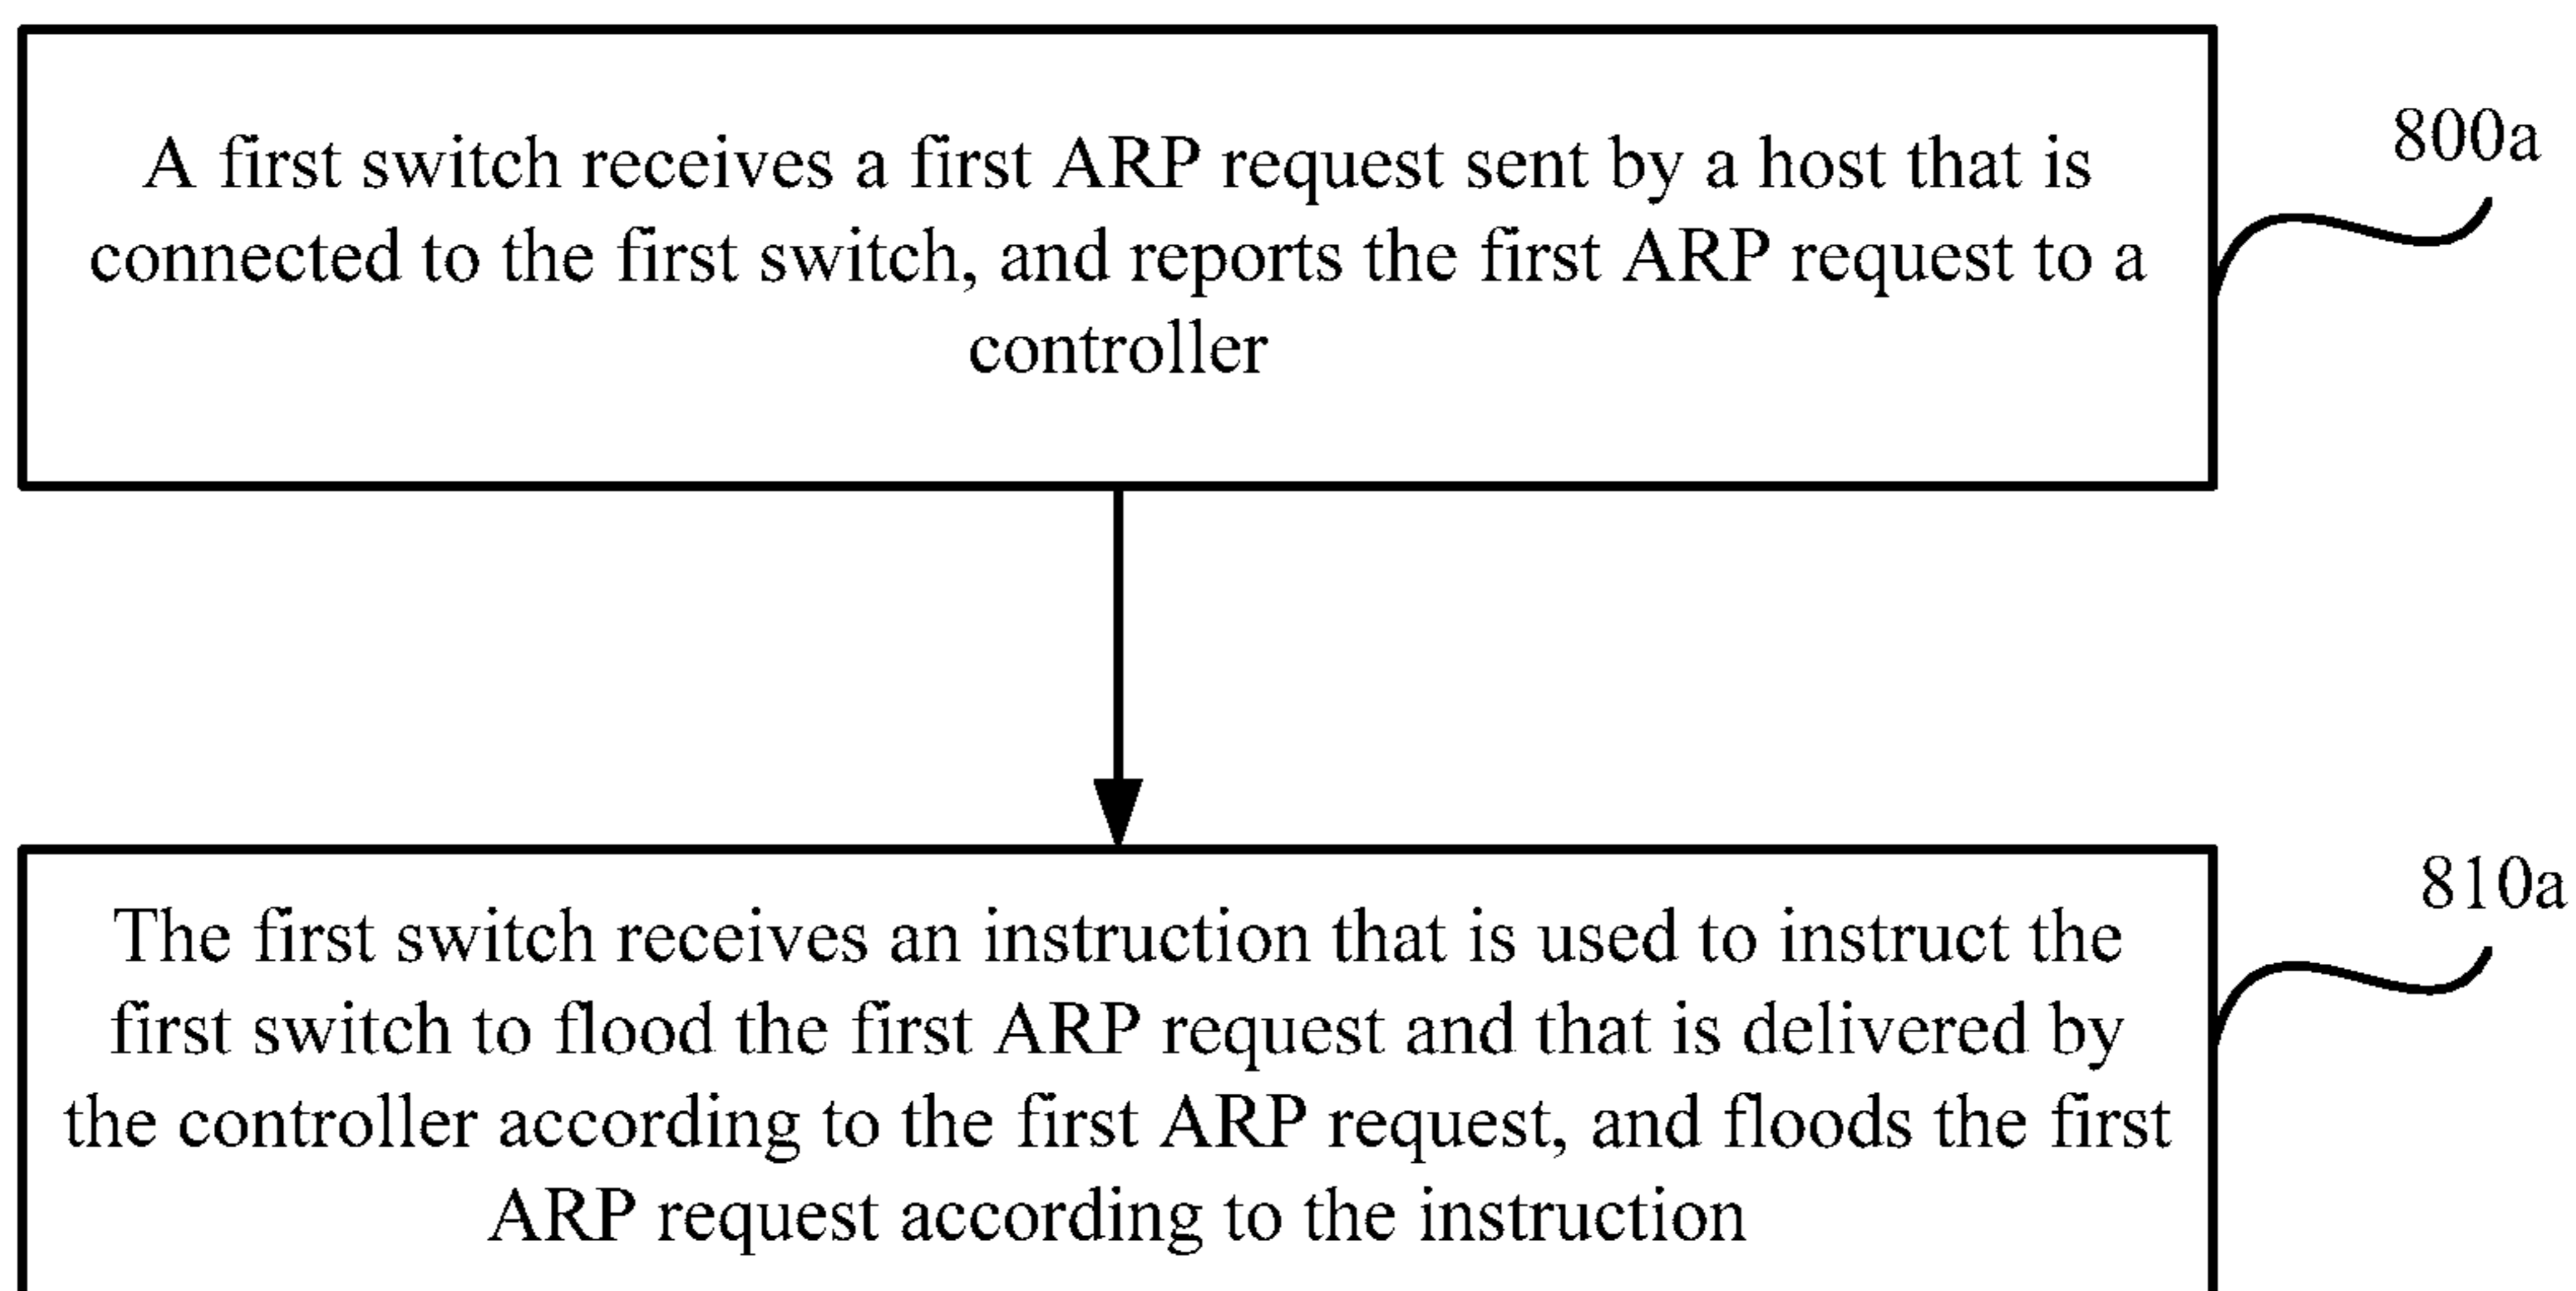 A first switch receives a first ARP request sent by a host that is
connected to the first switch, and reports the first ARP request to a
controller
800a
The first switch receives an instruction that is used to instruct the
first switch to flood the first ARP request and that is delivered by
the controller according to the first ARP request, and floods the first
ARP request according to the instruction
810a